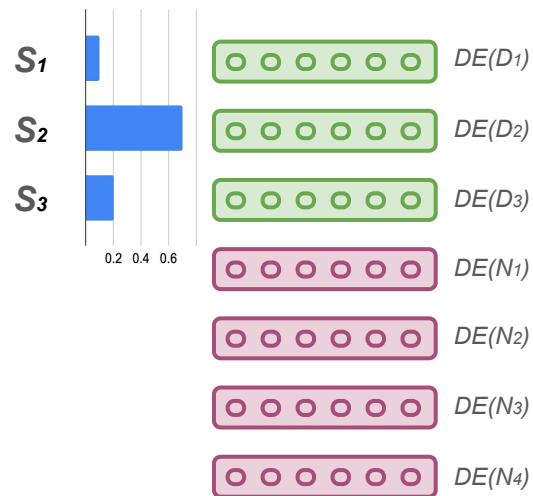 S1 DE(D1)
S2 DE(D2)
S3 DE(D3)
0.2 0.4 0.6 DE(N1)
DE(N2)
DE(N3)
DE(N4)